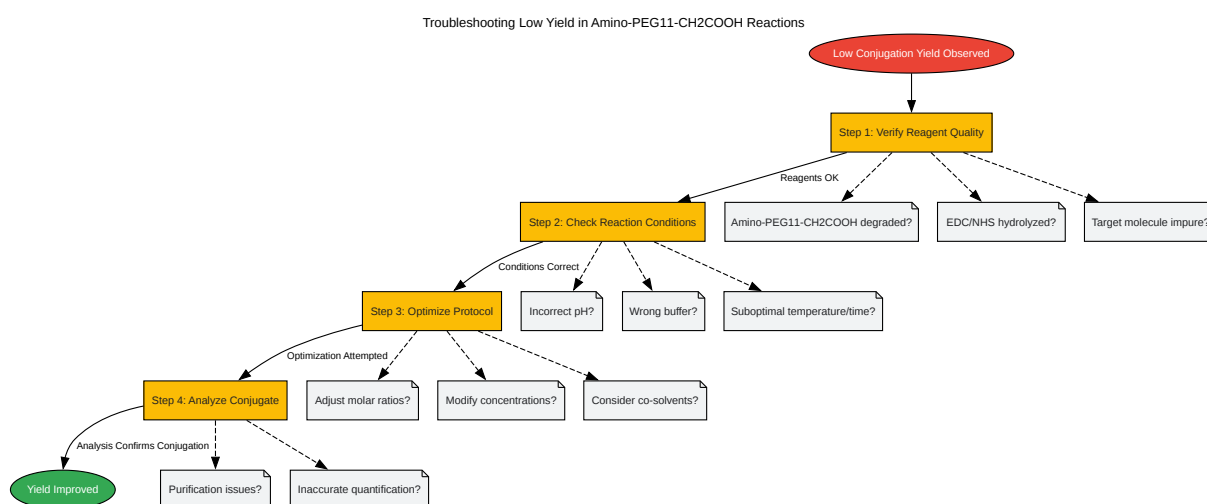 Troubleshooting Low Yield in Amino-PEG11-CH2COOH Reactions
Low Conjugation Yield Observed
Step 1: Verify Reagent Quality
Reagents OK
Step 2: Check Reaction Conditions
Amino-PEG11-CH2COOH degraded?
EDC/NHS hydrolyzed?
Target molecule impure?
Conditions Correct
Step 3: Optimize Protocol
Incorrect pH?
Wrong buffer?
Suboptimal temperature/time?
Optimization Attempted
Step 4: Analyze Conjugate
Adjust molar ratios?
Modify concentrations?
Consider co-solvents?
Analysis Confirms Conjugation
Yield Improved
Purification issues?
Inaccurate quantification?